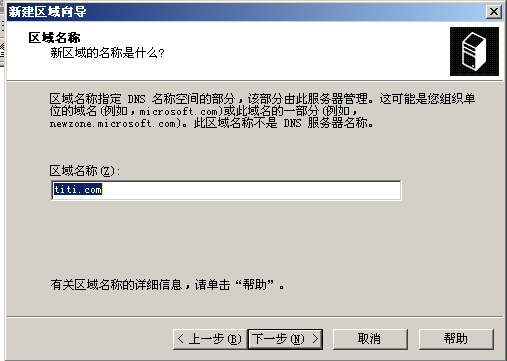 新建区域向导
区域名称
新区域的名称是什么?
区域名称指定 DNS 名称空间的部分，该部分由此服务器管理。这可能是您组织单
位的域名(例如，microsoft.com)或此域名的一部分(例如，
newzone.microsoft.com)。此区域名称不是 DNS 服务器名称。
区域名称(Z):
titi.com
有关区域名称的详细信息，请单击“帮助”。
< 上一步(B) 下一步(N) > 取消 帮助